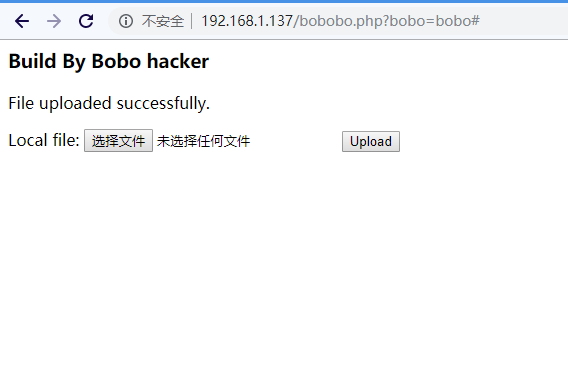 不安全 192.168.1.137/bobobo.php?bobo=bobo#
Build By Bobo hacker
File uploaded successfully.
Local file: 选择文件 未选择任何文件 Upload